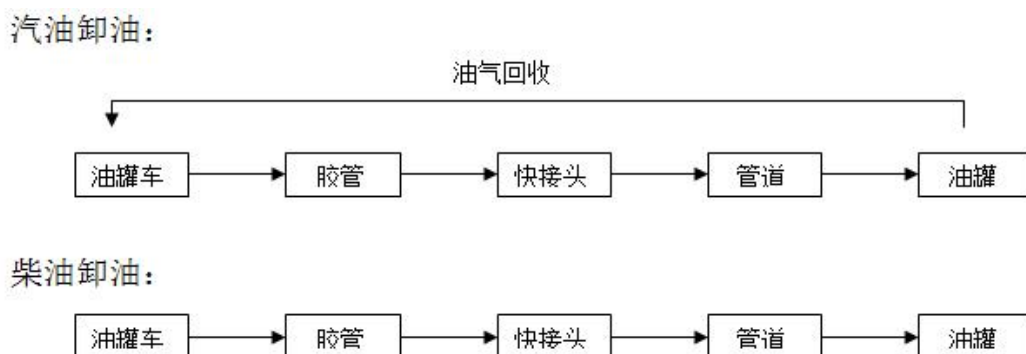 汽油卸油：
油气回收
油罐车 胶管 快接头 管道 油罐
柴油卸油：
油罐车 胶管 快接头 管道 油罐